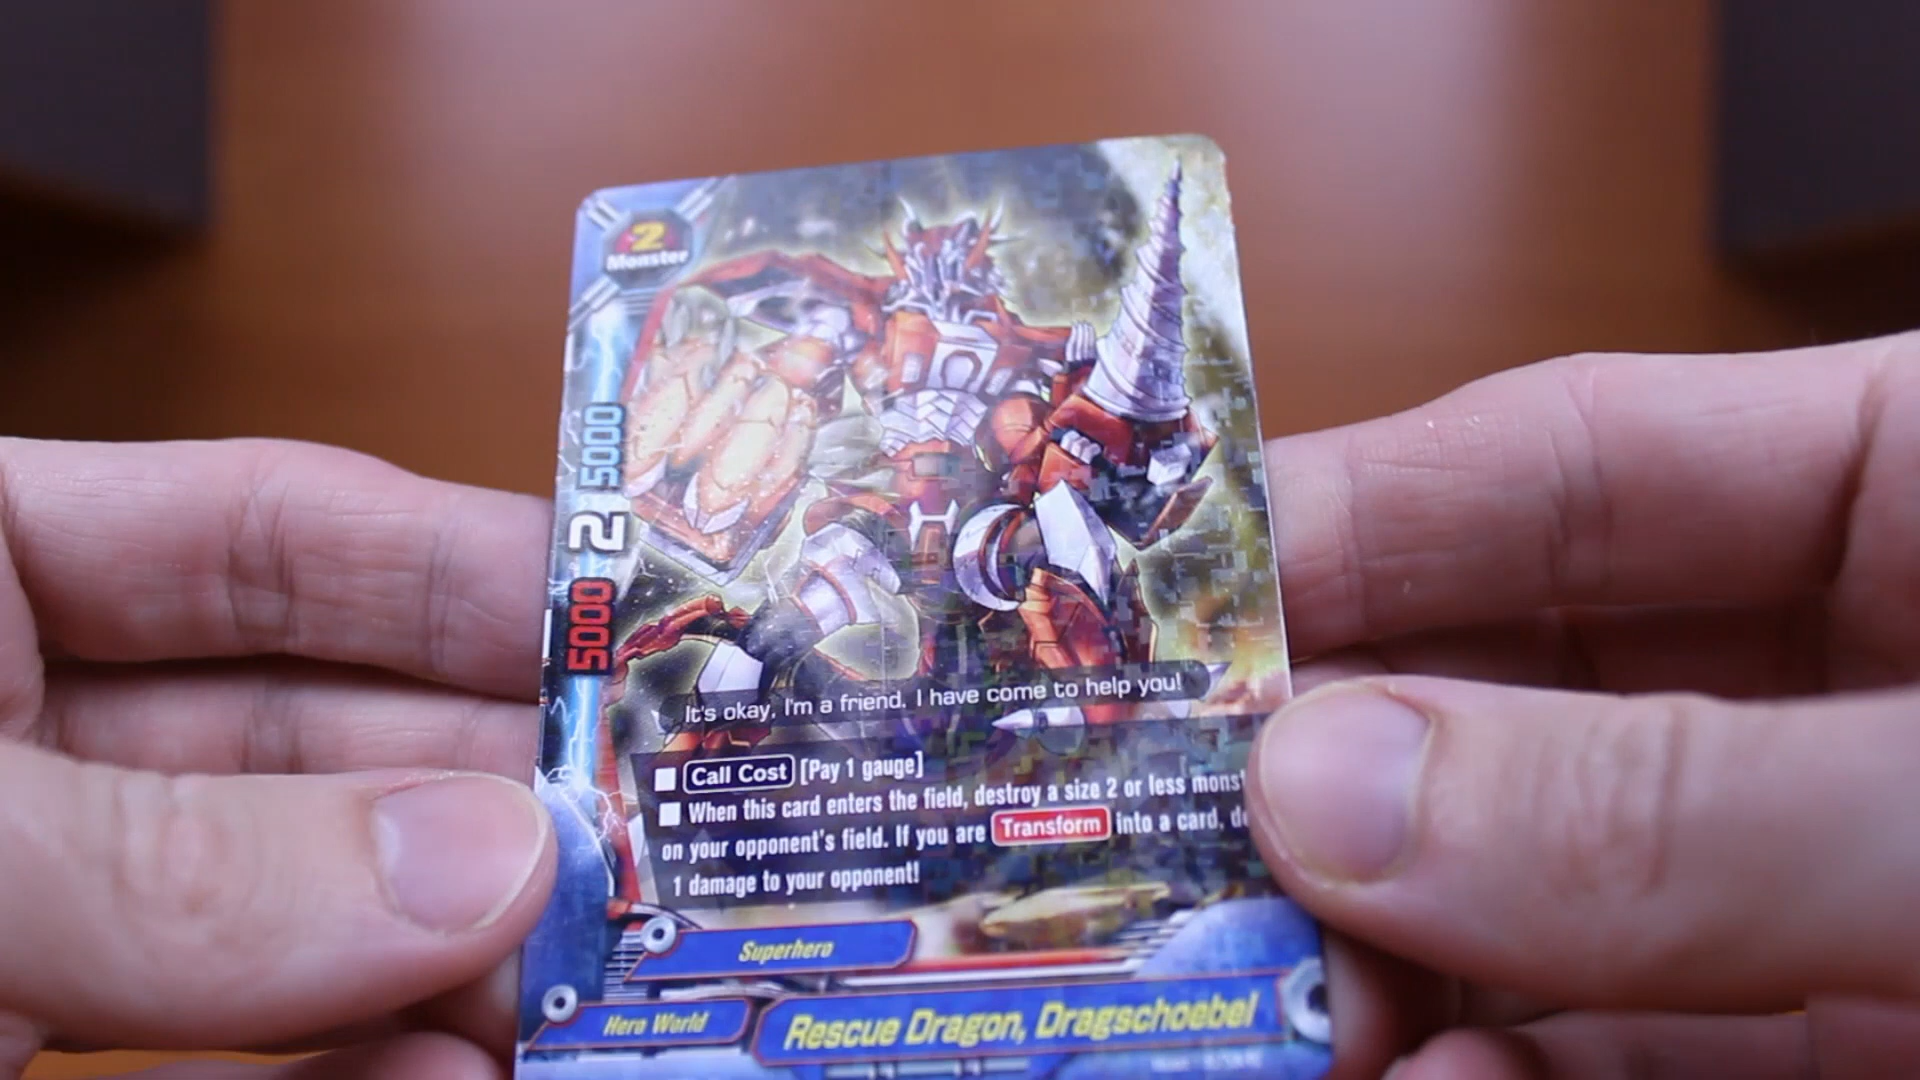 2
Monster
5000
2
5000
It's okay, I'm a friend. I have come to help you!
Call Cost [Pay 1 gauge]
When this card enters the field, destroy a size 2 or less
on your opponent's field. If you are Transform into a card,
1 damage to your opponent!
Superhero
Hero World
Rescue Dragon, Dragschoebel